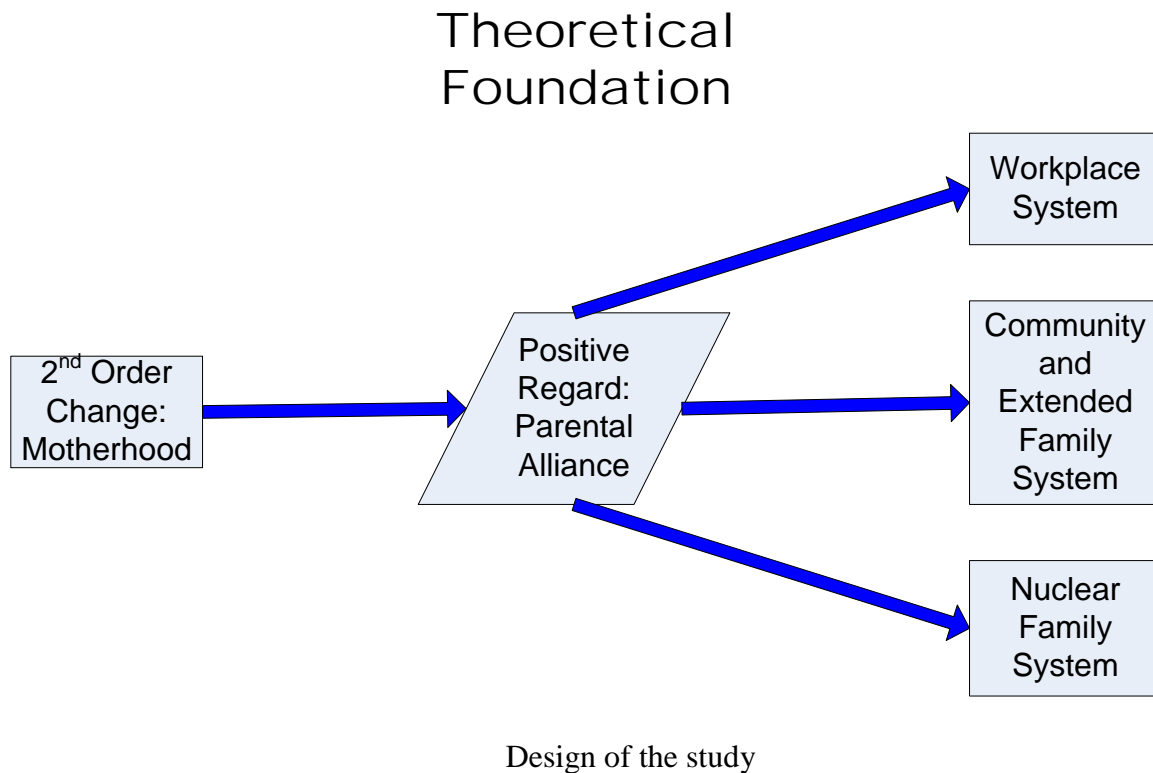 Theoretical
Foundation
2nd Order
Change:
Motherhood
Positive
Regard:
Parental
Alliance
Workplace
System
Community
and
Extended
Family
System
Nuclear
Family
System
Design of the study